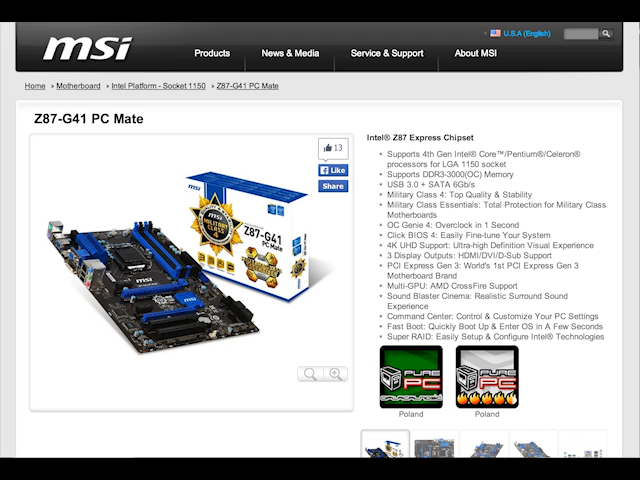 U.S.A (English)
msi
Products
News & Media
Service & Support
About MSI
Home
Motherboard
Intel Platform - Socket 1150
Z87-G41 PC Mate
Z87-G41 PC Mate
13
Like
Share
msi
MILITARY
CLASS
4
Z87-G41
PC Mate
msi
Intel® Z87 Express Chipset
Supports 4th Gen Intel® Core™/Pentium®/Celeron®
processors for LGA 1150 socket
Supports DDR3-3000(OC) Memory
USB 3.0 + SATA 6Gb/s
Military Class 4: Top Quality & Stability
Military Class Essentials: Total Protection for Military Class
Motherboards
OC Genie 4: Overclock in 1 Second
Click BIOS 4: Easily Fine-tune Your System
4K UHD Support: Ultra-high Definition Visual Experience
3 Display Outputs: HDMI/DVI/D-Sub Support
PCI Express Gen 3: World's 1st PCI Express Gen 3
Motherboard Brand
Multi-GPU: AMD CrossFire Support
Sound Blaster Cinema: Realistic Surround Sound
Experience
Command Center: Control & Customize Your PC Settings
Fast Boot: Quickly Boot Up & Enter OS in A Few Seconds
Super RAID: Easily Setup & Configure Intel® Technologies
PURE
PC
PURE
PC
Poland
Poland